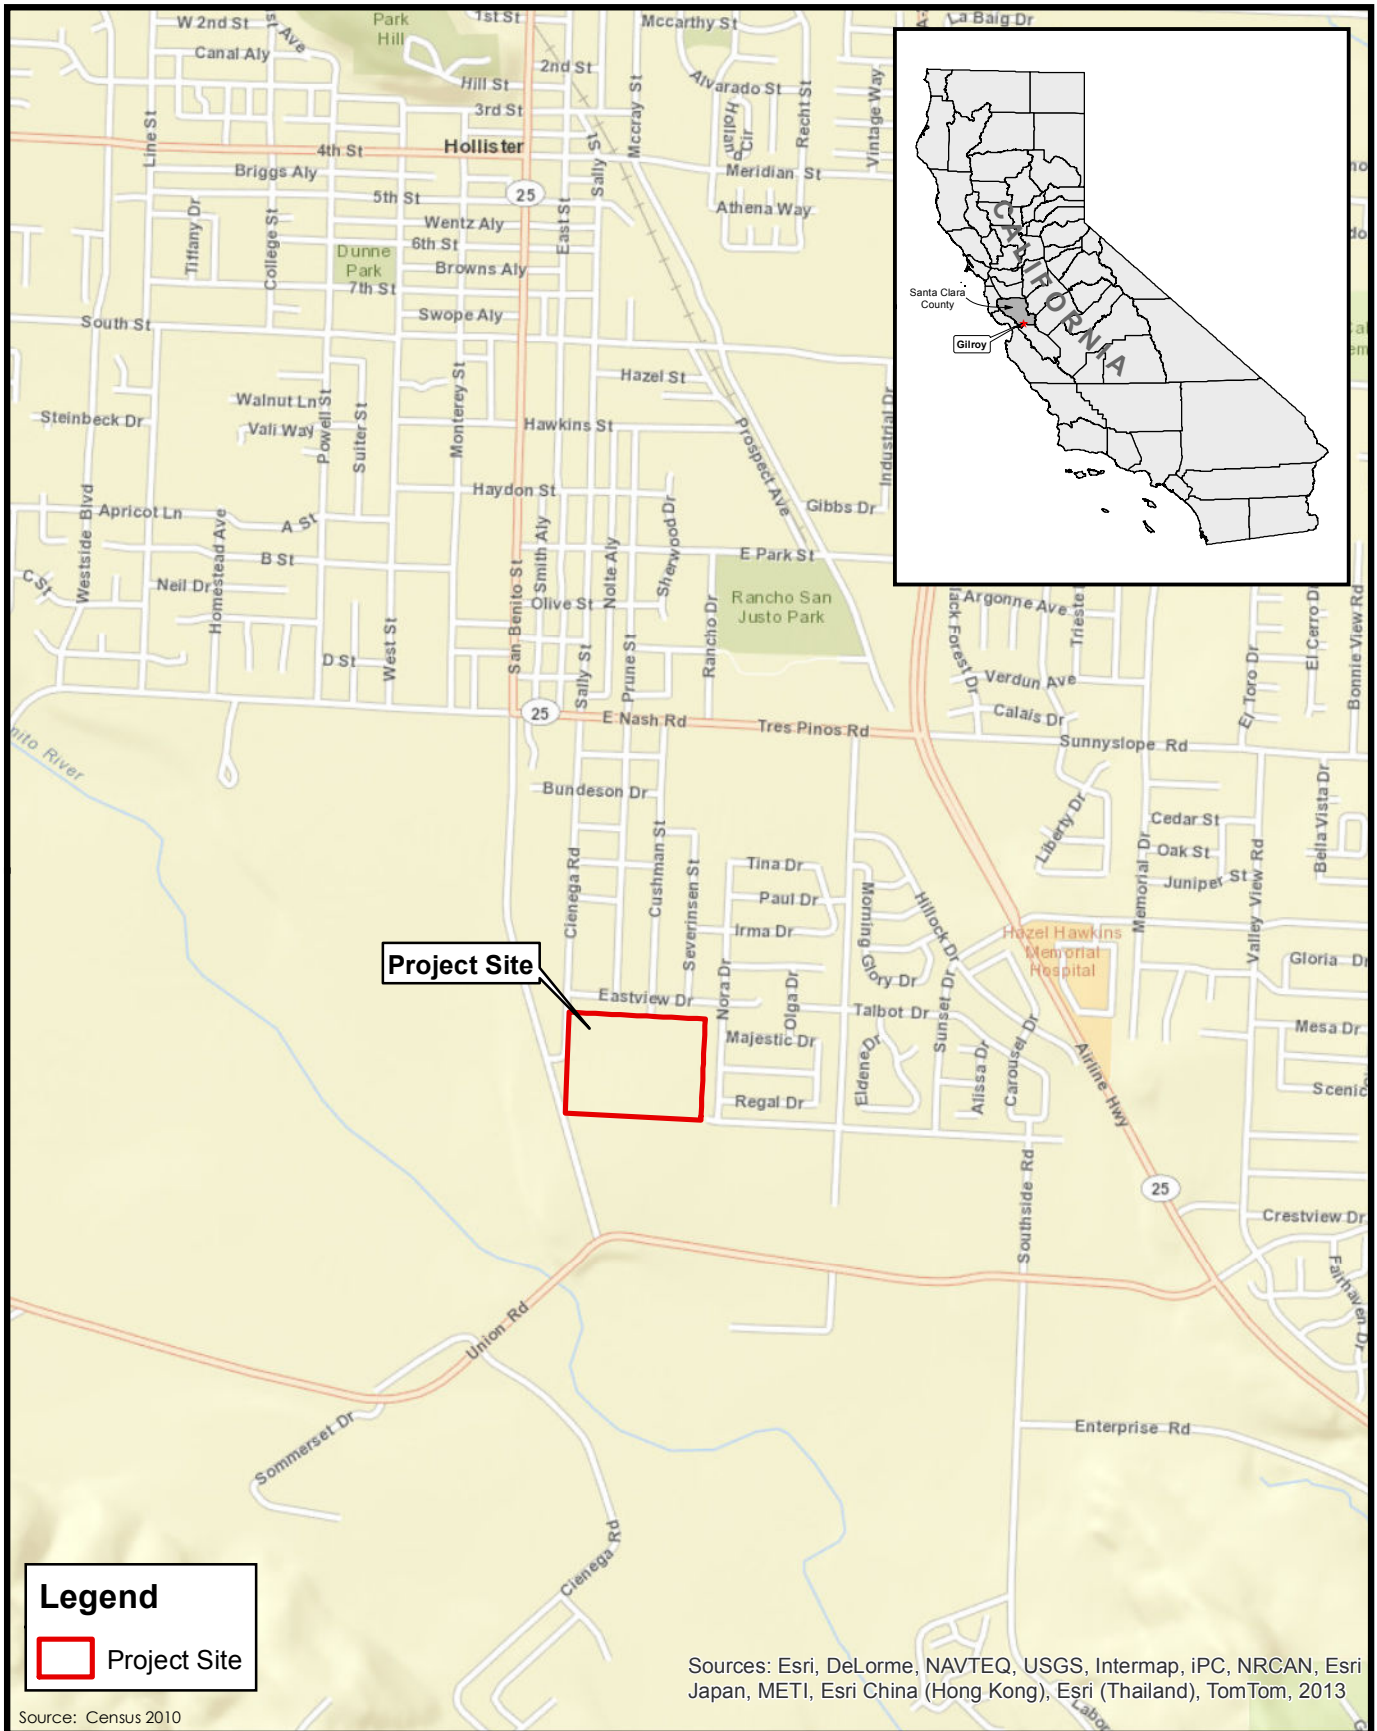 W 2nd St
Park
Hill
1st St
Mccarthy St
La Baig Dr
Canal Aly
Hill St
2nd St
Alvarado St
3rd St
Mccray St
Recht St
Vintage Way
Line St
4th St
Hollister
Holland Cir
Sally St
Briggs Aly
Meridian St
5th St
25
Athena Way
Tiffany Dr
College St
Wentz Aly
East St
6th St
Dunne
Park
Browns Aly
7th St
Swope Aly
South St
Santa Clara
County
Gilroy
CALIFORNIA
Hazel St
Steinbeck Dr
Walnut Ln
Vali Way
Powell St
Suiter St
Monterey St
Hawkins St
Prospect Ave
Industrial Dr
Haydon St
Gibbs Dr
Westside Blvd
Apricot Ln
A St
Homestead Ave
B St
Smith Aly
Nolte Aly
Sherwood Dr
E Park St
C St
Neil Dr
Olive St
Rancho San
Justo Park
Argonne Ave
Trieste
lack Forest Dr
El Cerro Dr
Bonnie View Rd
San Benito St
Rancho Dr
D St
West St
Sally St
Prune St
Verdun Ave
El Toro Dr
Calais Dr
25
E Nash Rd
Tres Pinos Rd
Sunnyslope Rd
nito River
Bundeson Dr
Liberty Dr
Cedar St
Bella Vista Dr
Oak St
Juniper St
Memorial Dr
Valley View Rd
Cienega Rd
Cushman St
Severinsen St
Tina Dr
Paul Dr
Irma Dr
Morning Glory Dr
Hillock Dr
Hazel Hawkins
Memorial
Hospital
Project Site
Gloria Dr
Eastview Dr
Nora Dr
Olga Dr
Talbot Dr
Sunset Dr
Majestic Dr
Mesa Dr
Eldene Dr
Alissa Dr
Carousel Dr
Airline Hwy
Scenic
Regal Dr
Southside Rd
25
Crestview Dr
Fairhaven Dr
Union Rd
Sommerset Dr
Enterprise Rd
Cienega Rd
Legend
Project Site
Sources: Esri, DeLorme, NAVTEQ, USGS, Intermap, iPC, NRCAN, Esri
Japan, METI, Esri China (Hong Kong), Esri (Thailand), TomTom, 2013
Labor
Source: Census 2010